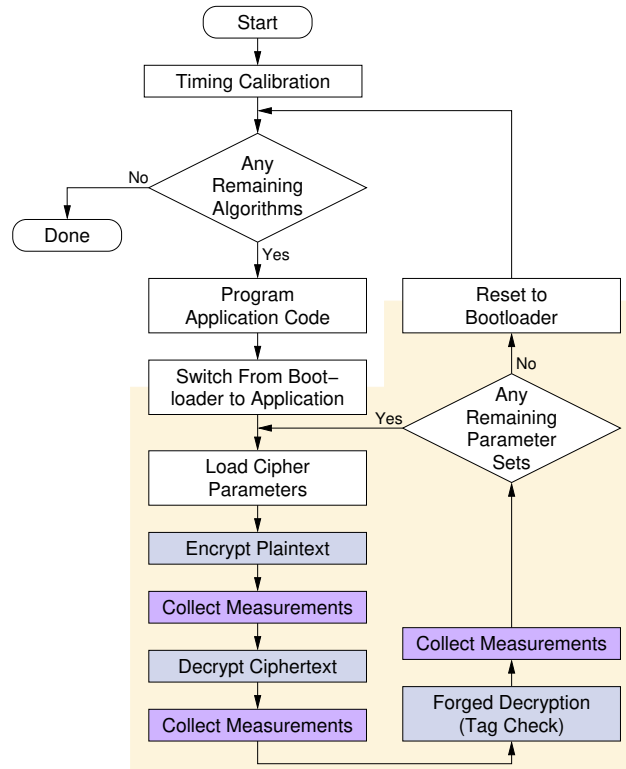 Start
Timing Calibration
Any
Remaining
Algorithms
No
Done
Yes
Program
Application Code
Reset to
Bootloader
Switch From Boot–
loader to Application
No
Yes
Any
Remaining
Parameter
Sets
Load Cipher
Parameters
Encrypt Plaintext
Collect Measurements
Decrypt Ciphertext
Collect Measurements
Collect Measurements
Forged Decryption
(Tag Check)